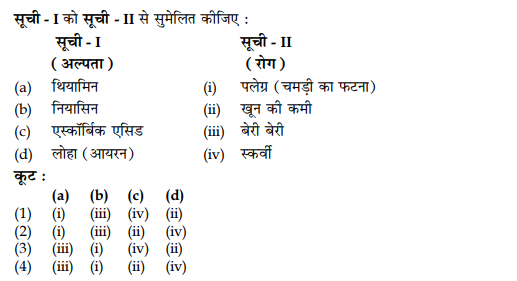 सूची - I को सूची - II से सुमेलित कीजिए :
सूची - I सूची - II
( अल्पता ) ( रोग )
(a) थियामिन (i) पलेग्र ( चमड़ी का फटना )
(b) नियासिन (ii) खून की कमी
(c) एस्कॉर्बिक एसिड (iii) बेरी बेरी
(d) लोहा ( आयरन ) (iv) स्कर्वी
कूट :
(a) (b) (c) (d)
(1) (i) (iii) (iv) (ii)
(2) (i) (iii) (ii) (iv)
(3) (iii) (i) (iv) (ii)
(4) (iii) (i) (ii) (iv)